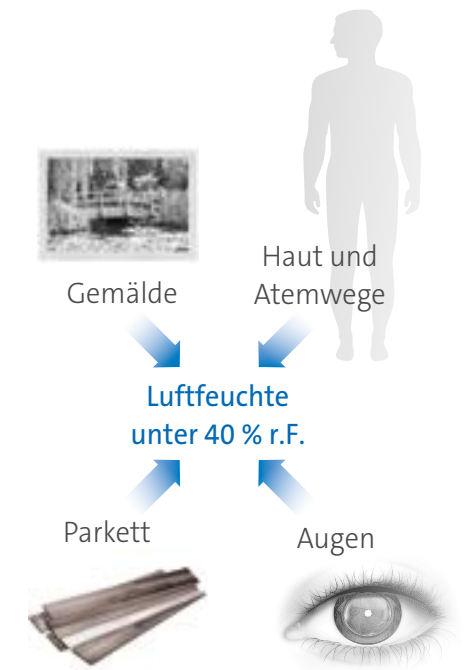 Gemälde
Haut und
Atemwege
Luftfeuchte
unter 40 % r.F.
Parkett
Augen